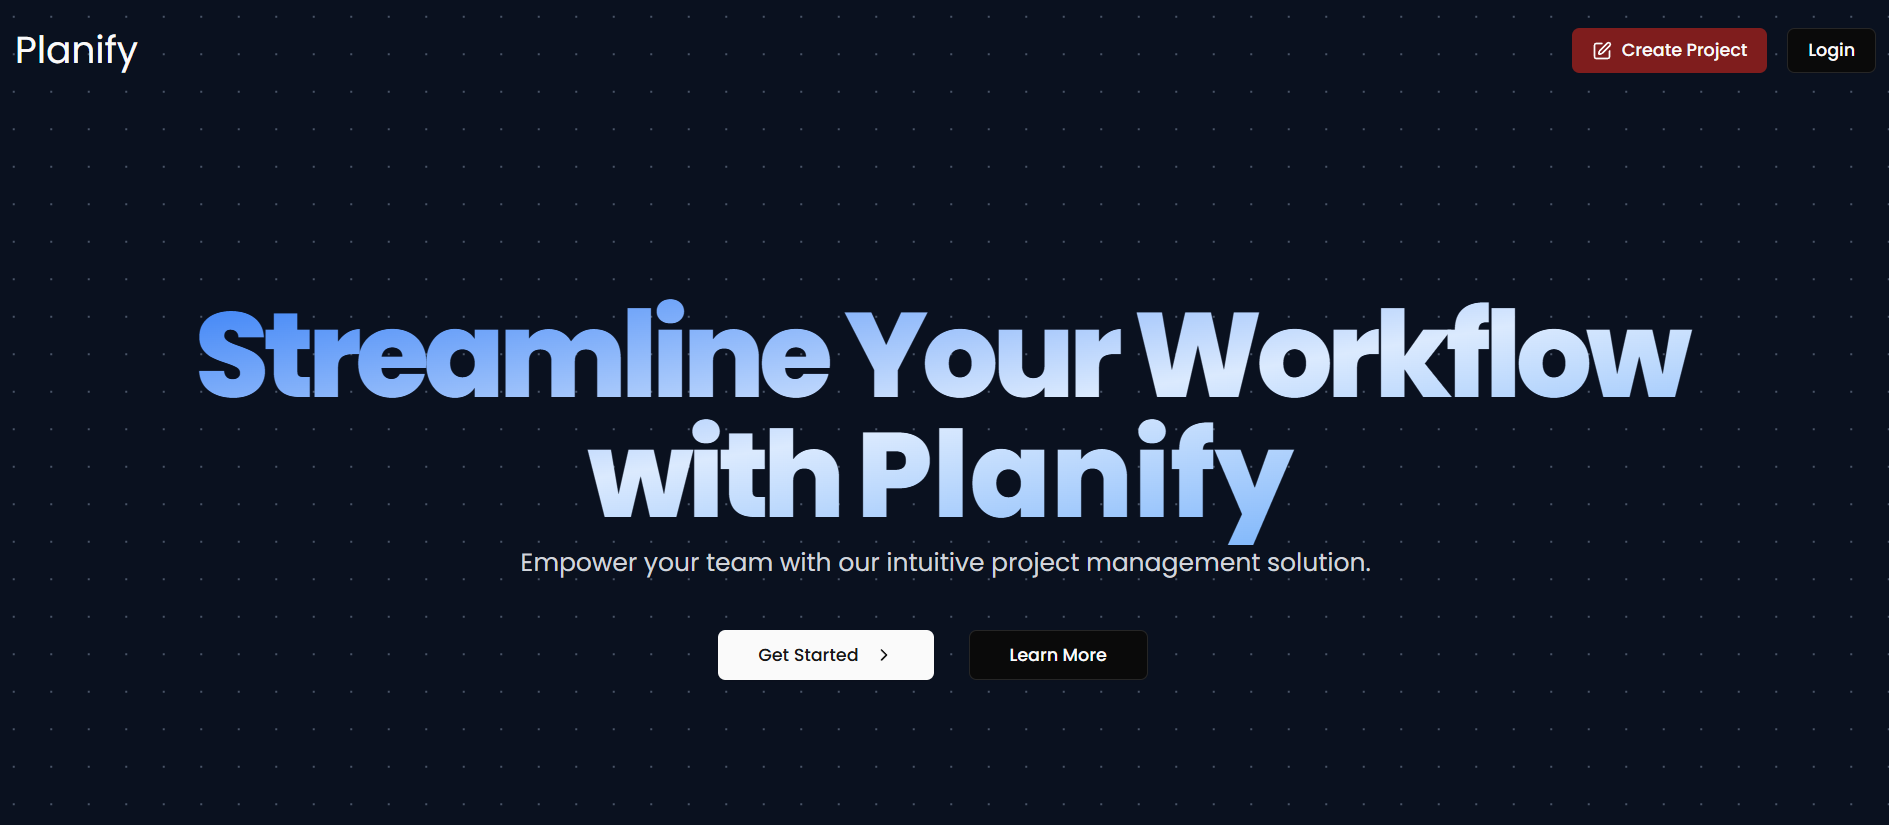 Planify
Create Project
Login
Streamline Your Workflow
with Planify
Empower your team with our intuitive project management solution.
Get Started
Learn More